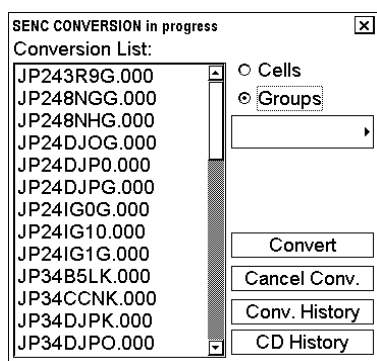 SENC CONVERSION in progress
Conversion List:
JP243R9G.000
JP248NGG.000
JP248NHG.000
JP24DJOG.000
JP24DJP0.000
JP24DJPG.000
JP24IG0G.000
JP24IG10.000
JP24IG1G.000
JP34B5LK.000
JP34CCNK.000
JP34DJPK.000
JP34DJPO.000
Cells
Groups
Convert
Cancel Conv.
Conv. History
CD History